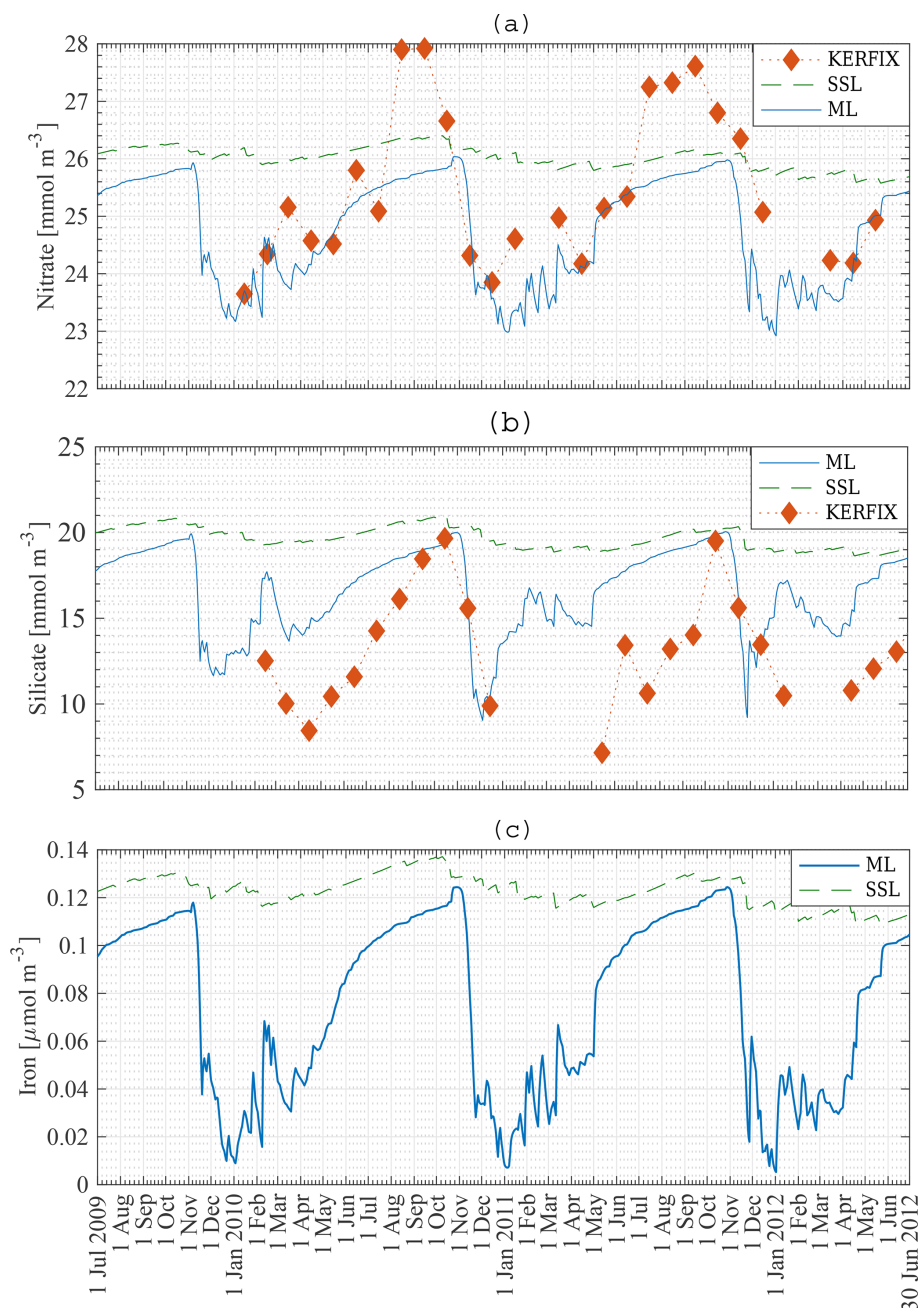 (a)
28
27
26
25
24
23
22
Nitrate [mmol m⁻³]
KERFIX
SSL
ML
(b)
25
20
15
10
5
Silicate [mmol m⁻³]
ML
SSL
KERFIX
(c)
0.14
0.12
0.1
0.08
0.06
0.04
0.02
0
Iron [μmol m⁻³]
ML
SSL
1 Jul 2009
1 Aug
1 Sep
1 Oct
1 Nov
1 Dec
1 Jan 2010
1 Feb
1 Mar
1 Apr
1 May
1 Jun
1 Jul
1 Aug
1 Sep
1 Oct
1 Nov
1 Dec
1 Jan 2011
1 Feb
1 Mar
1 Apr
1 May
1 Jun
1 Jul
1 Aug
1 Sep
1 Oct
1 Nov
1 Dec
1 Jan 2012
1 Feb
1 Mar
1 Apr
1 May
1 Jun
30 Jun 2012